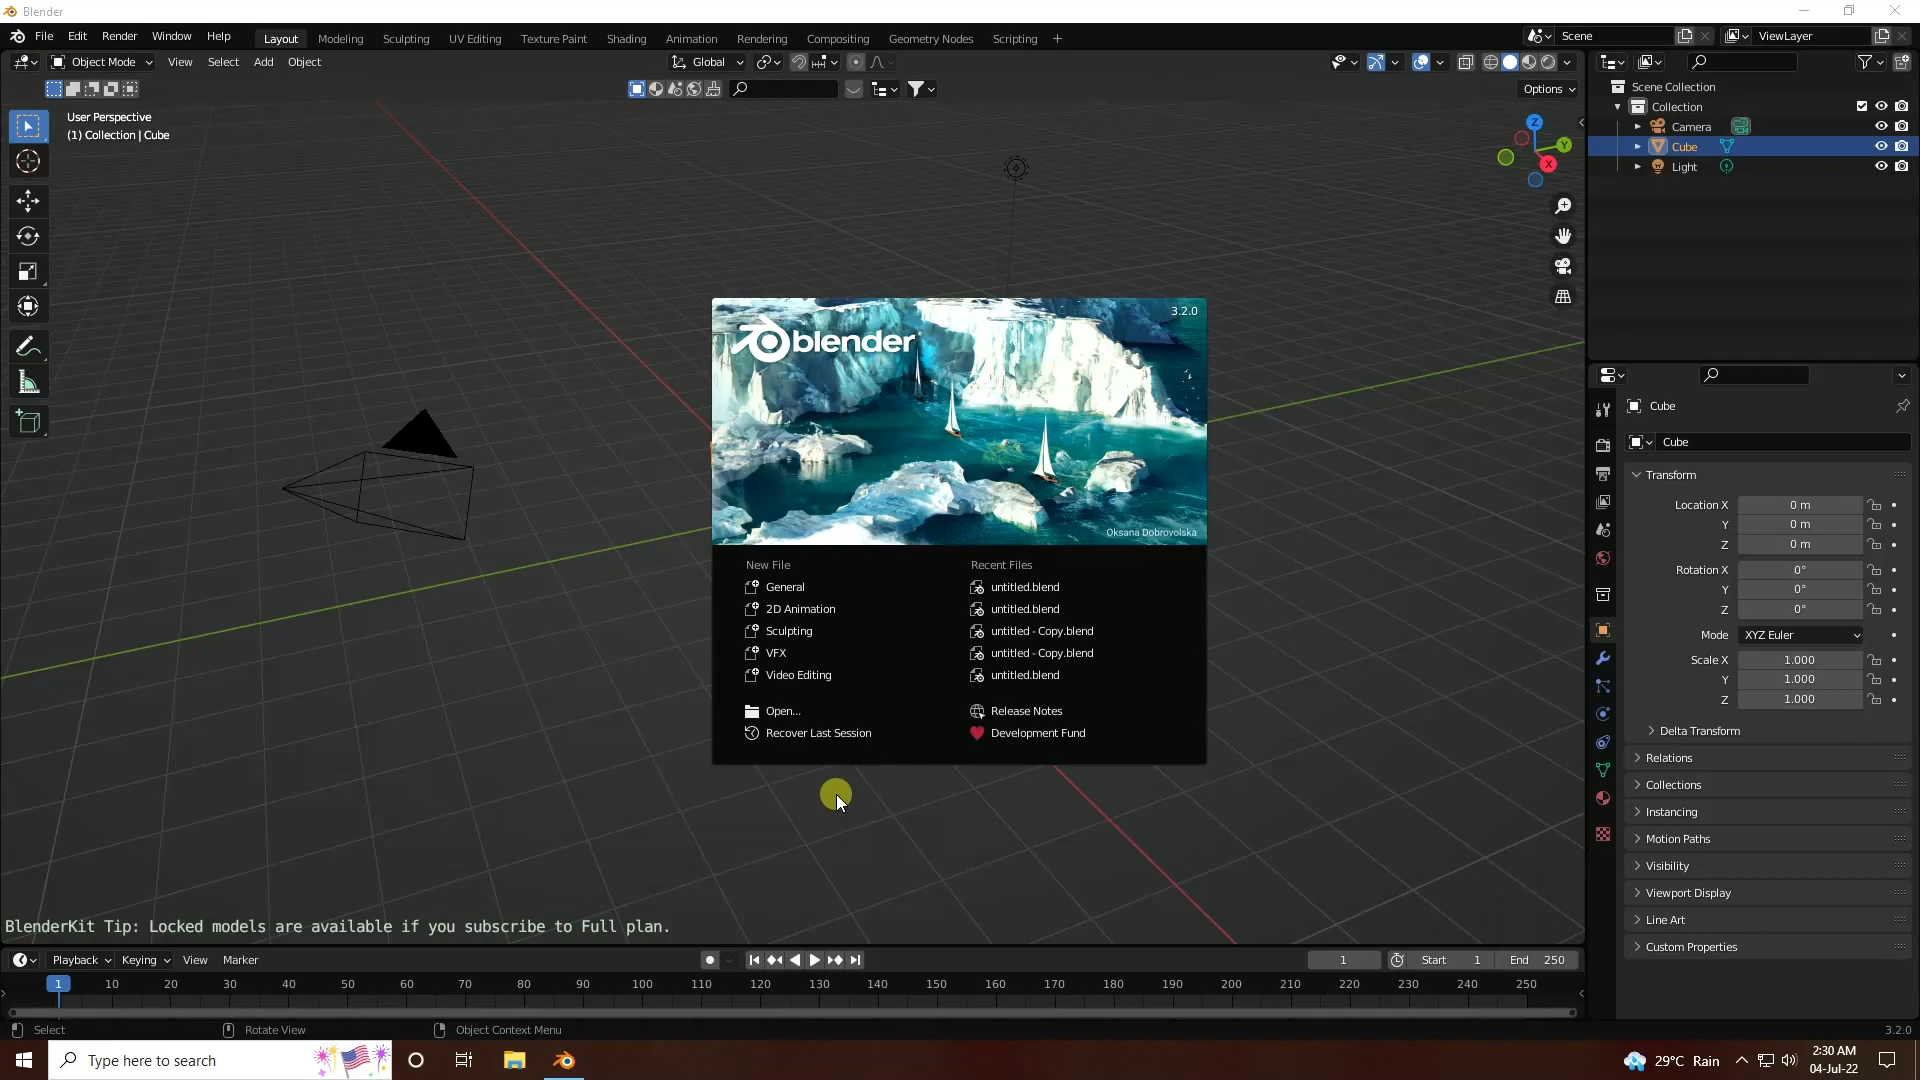 Blender
File Edit Render Window Help
Layout Modeling Sculpting UV Editing Texture Paint Shading Animation Rendering Compositing Geometry Nodes Scripting +
Scene
ViewLayer
Object Mode View Select Add Object
Global
Options
User Perspective
(1) Collection | Cube
Z
Y
X
Scene Collection
Collection
Camera
Cube
Light
3.2.0
blender
Oksana Dobrovolska
New File
General
2D Animation
Sculpting
VFX
Video Editing
Open...
Recover Last Session
Recent Files
untitled.blend
untitled.blend
untitled - Copy.blend
untitled - Copy.blend
untitled.blend
Release Notes
Development Fund
Cube
Cube
Transform
Location X 0 m
Y 0 m
Z 0 m
Rotation X 0°
Y 0°
Z 0°
Mode XYZ Euler
Scale X 1.000
Y 1.000
Z 1.000
Delta Transform
Relations
Collections
Instancing
Motion Paths
Visibility
Viewport Display
Line Art
Custom Properties
BlenderKit Tip: Locked models are available if you subscribe to Full plan.
Playback Keying View Marker
1 Start 1 End 250
1 10 20 30 40 50 60 70 80 90 100 110 120 130 140 150 160 170 180 190 200 210 220 230 240 250
Select Rotate View Object Context Menu
3.2.0
Type here to search
29°C Rain
2:30 AM
04-Jul-22